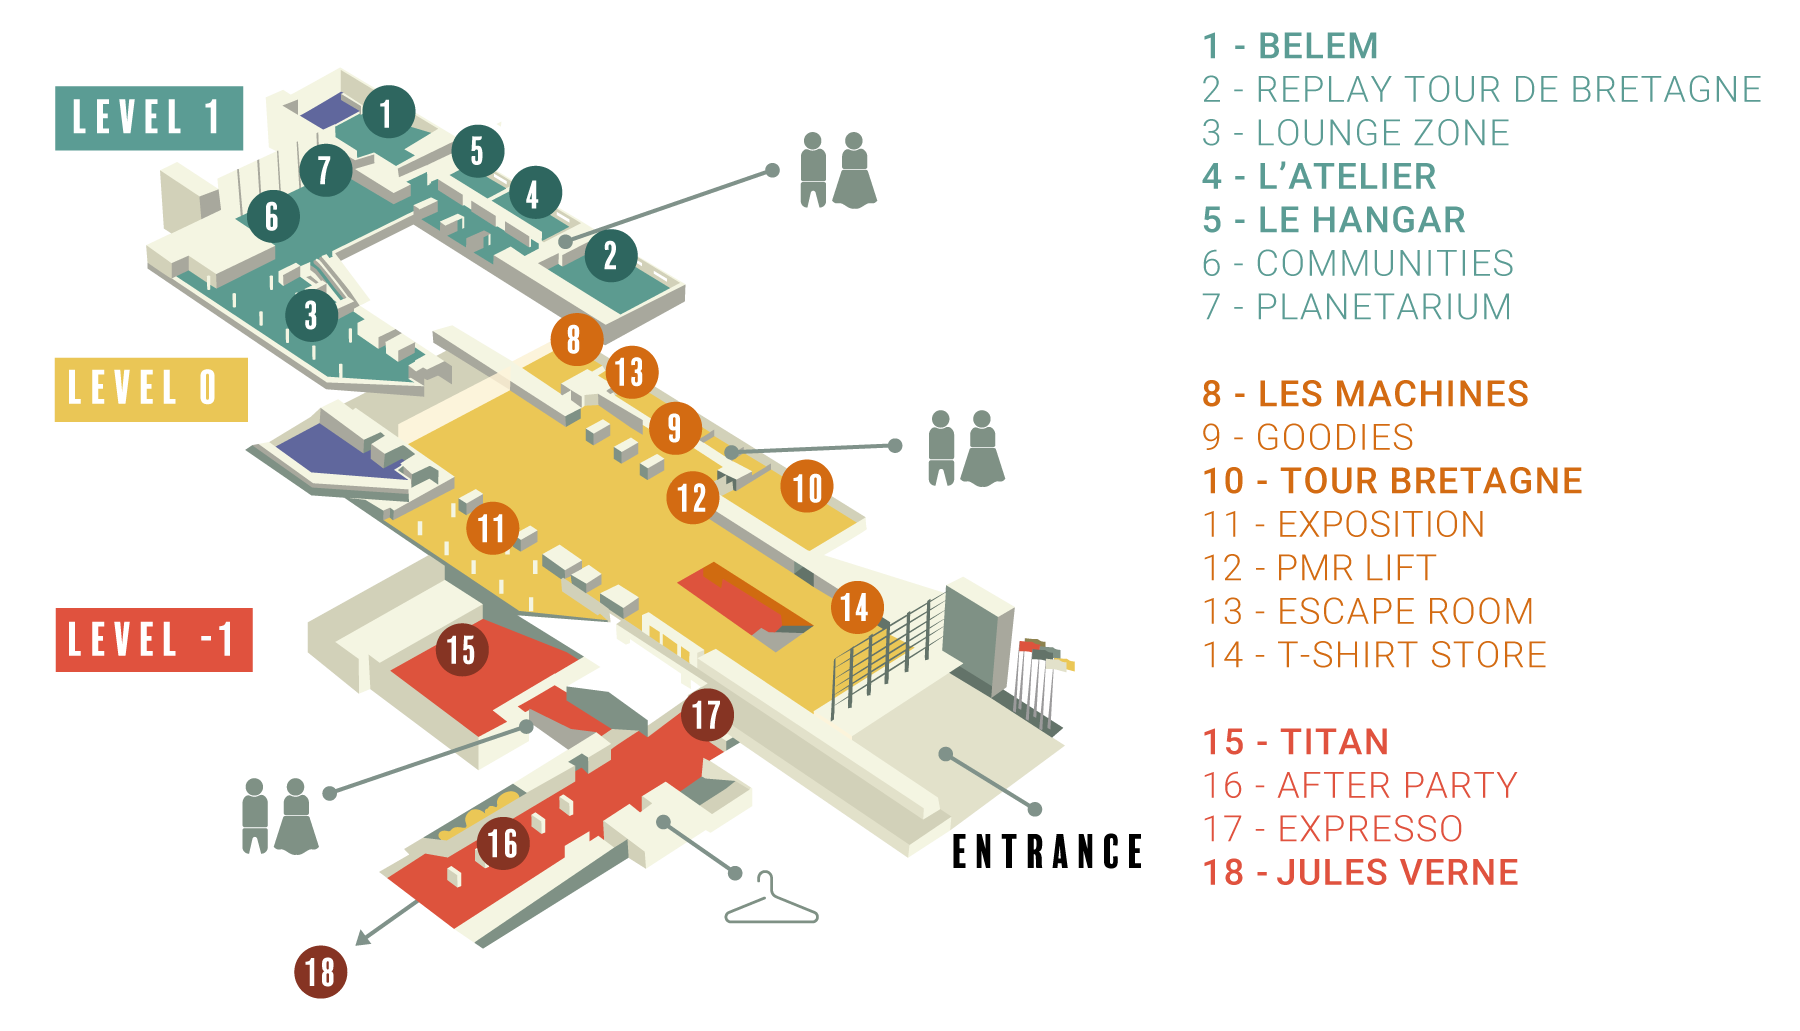 LEVEL 1
1
5
7
4
6
2
3
LEVEL 0
8
13
9
10
12
11
14
LEVEL -1
15
17
16
18
ENTRANCE
1 - BELEM
2 - REPLAY TOUR DE BRETAGNE
3 - LOUNGE ZONE
4 - L’ATELIER
5 - LE HANGAR
6 - COMMUNITIES
7 - PLANETARIUM
8 - LES MACHINES
9 - GOODIES
10 - TOUR BRETAGNE
11 - EXPOSITION
12 - PMR LIFT
13 - ESCAPE ROOM
14 - T-SHIRT STORE
15 - TITAN
16 - AFTER PARTY
17 - EXPRESSO
18 - JULES VERNE